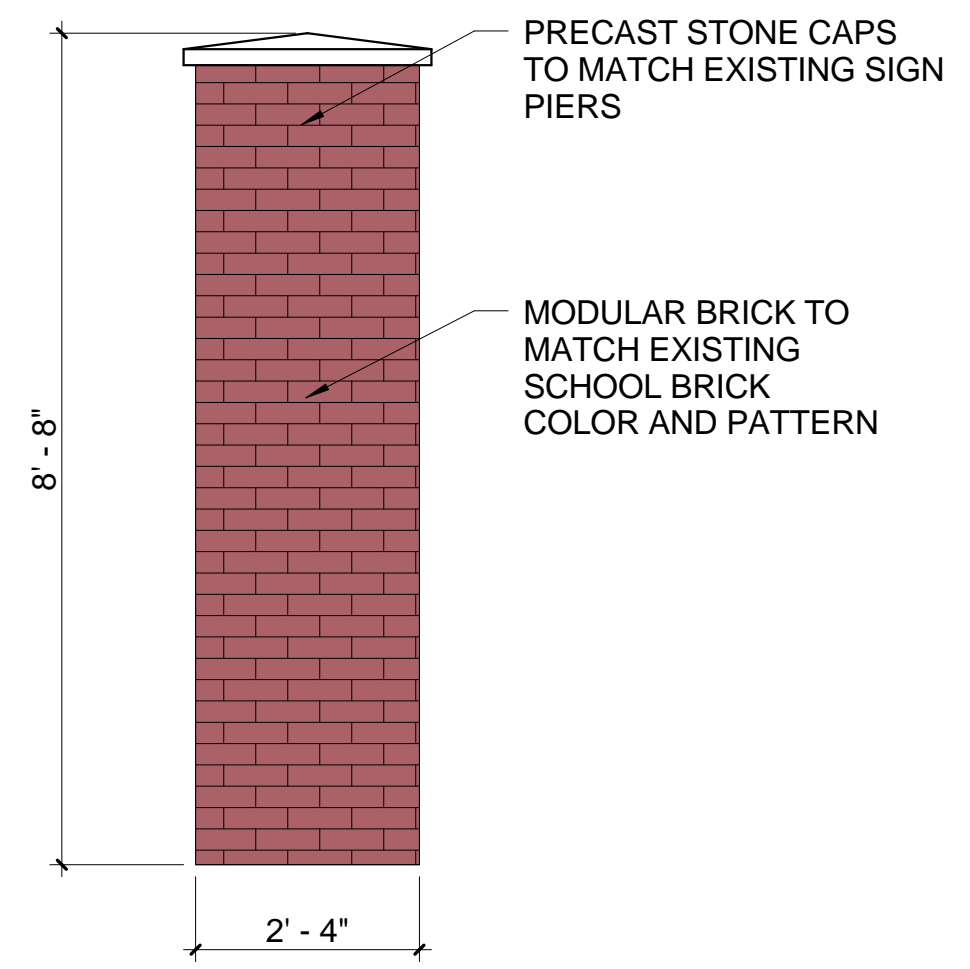 PRECAST STONE CAPS
TO MATCH EXISTING SIGN
PIERS
MODULAR BRICK TO
MATCH EXISTING
SCHOOL BRICK
COLOR AND PATTERN
8' - 8"
2' - 4"